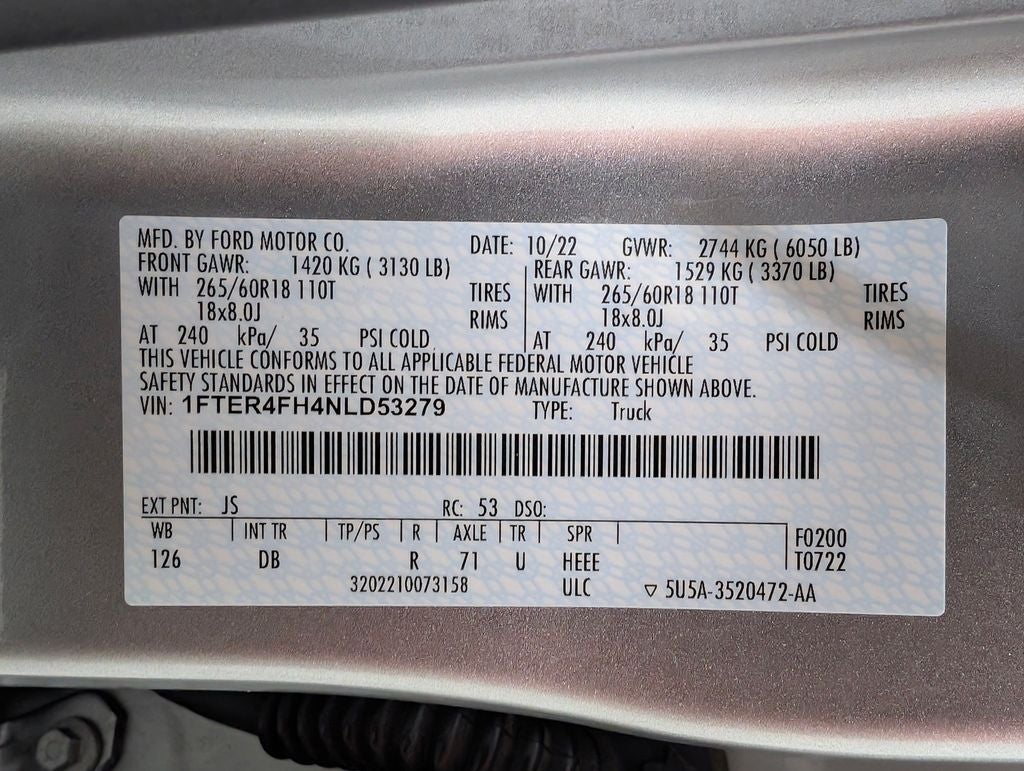 MFD. BY FORD MOTOR CO. DATE: 10/22 GVWR: 2744 KG ( 6050 LB)
FRONT GAWR: 1420 KG ( 3130 LB) REAR GAWR: 1529 KG ( 3370 LB)
WITH 265/60R18 110T TIRES WITH 265/60R18 110T TIRES
18x8.0J RIMS 18x8.0J RIMS
AT 240 kPa/ 35 PSI COLD AT 240 kPa/ 35 PSI COLD
THIS VEHICLE CONFORMS TO ALL APPLICABLE FEDERAL MOTOR VEHICLE
SAFETY STANDARDS IN EFFECT ON THE DATE OF MANUFACTURE SHOWN ABOVE.
VIN: 1FTER4FH4NLD53279 TYPE: Truck
EXT PNT: JS RC: 53 DSO:
WB INT TR TP/PS R AXLE TR SPR F0200
126 DB R 71 U HEEE T0722
3202210073158 ULC ▽ 5U5A-3520472-AA